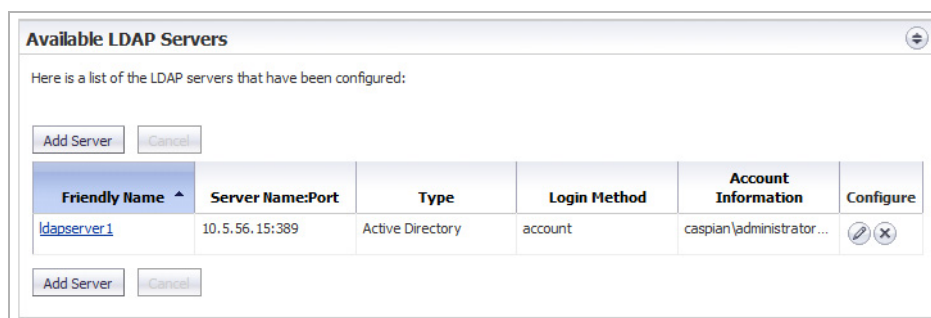 Available LDAP Servers
Here is a list of the LDAP servers that have been configured:
Add Server Cancel
Friendly Name Server Name:Port Type Login Method Account Information Configure
ldapserver1 10.5.56.15:389 Active Directory account caspian\administrator...
Add Server Cancel